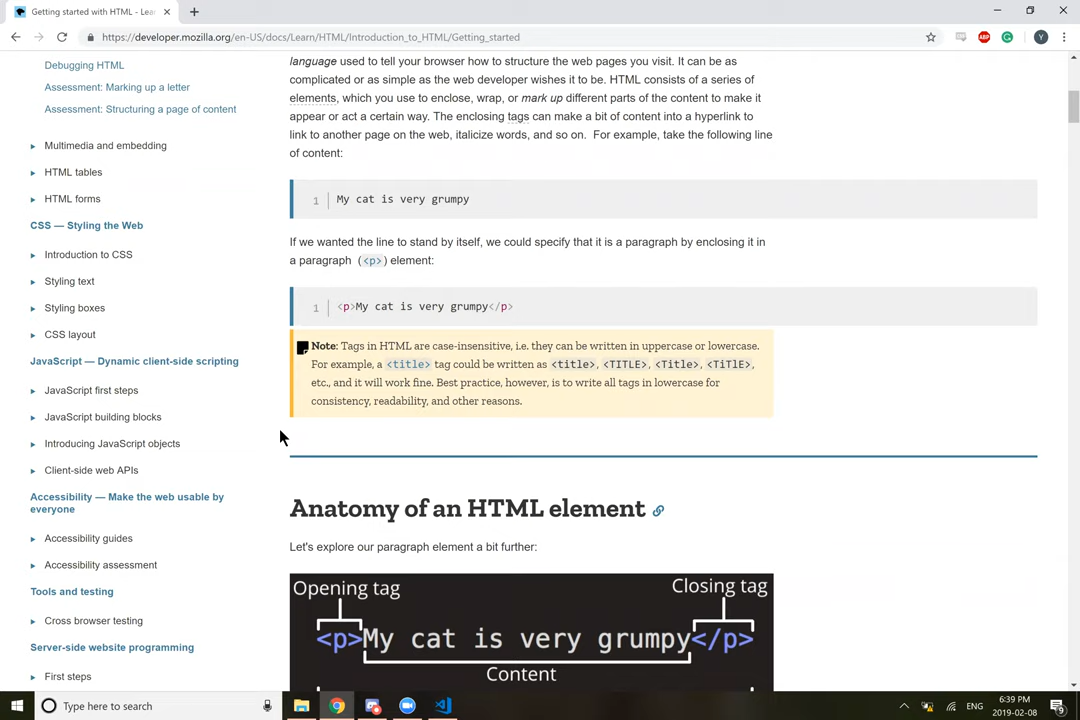 Getting started with HTML - Lea
https://developer.mozilla.org/en-US/docs/Learn/HTML/Introduction_to_HTML/Getting_started
ABP
Y
Debugging HTML
Assessment: Marking up a letter
Assessment: Structuring a page of content
Multimedia and embedding
HTML tables
HTML forms
CSS — Styling the Web
Introduction to CSS
Styling text
Styling boxes
CSS layout
JavaScript — Dynamic client-side scripting
JavaScript first steps
JavaScript building blocks
Introducing JavaScript objects
Client-side web APIs
Accessibility — Make the web usable by
everyone
Accessibility guides
Accessibility assessment
Tools and testing
Cross browser testing
Server-side website programming
First steps
language used to tell your browser how to structure the web pages you visit. It can be as
complicated or as simple as the web developer wishes it to be. HTML consists of a series of
elements, which you use to enclose, wrap, or mark up different parts of the content to make it
appear or act a certain way. The enclosing tags can make a bit of content into a hyperlink to
link to another page on the web, italicize words, and so on.  For example, take the following line
of content:
1 My cat is very grumpy
If we wanted the line to stand by itself, we could specify that it is a paragraph by enclosing it in
a paragraph  (<p>) element:
1 <p>My cat is very grumpy</p>
Note: Tags in HTML are case-insensitive, i.e. they can be written in uppercase or lowercase.
For example, a <title> tag could be written as <title>, <TITLE>, <Title>, <TiTlE>,
etc., and it will work fine. Best practice, however, is to write all tags in lowercase for
consistency, readability, and other reasons.
Anatomy of an HTML element
Let's explore our paragraph element a bit further:
Opening tag
Closing tag
<p>My cat is very grumpy</p>
Content
Type here to search
ENG
6:39 PM
2019-02-08
9